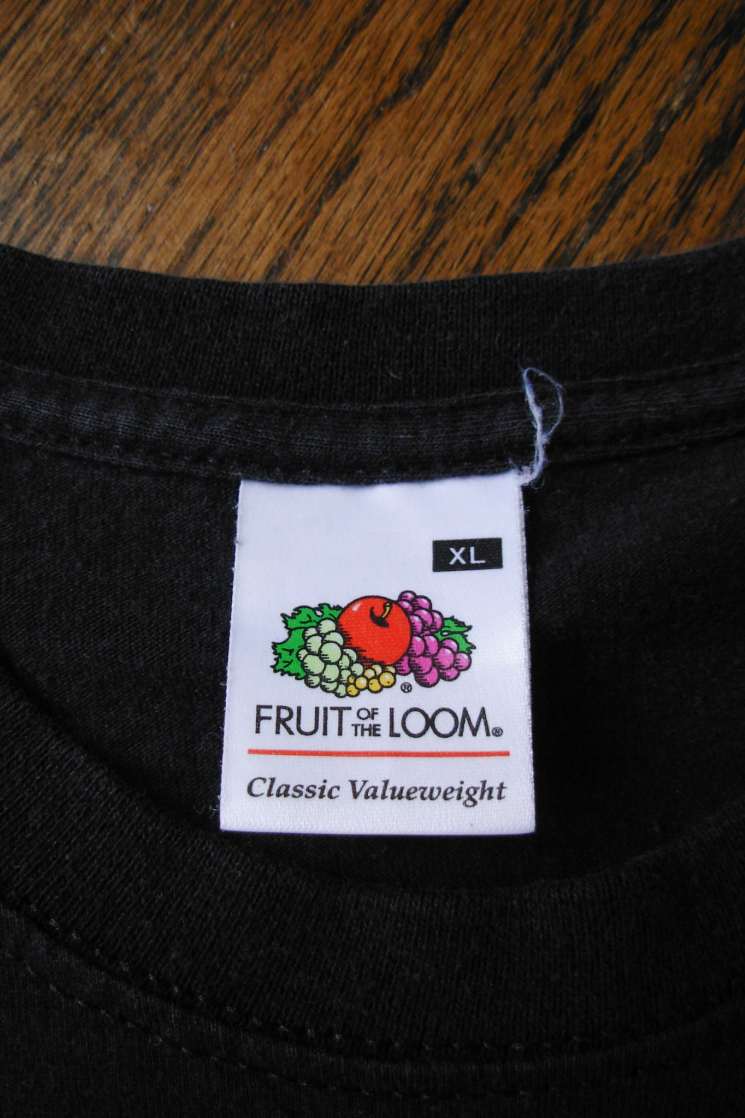 XL
®
FRUIT OF THE LOOM®
Classic Valueweight